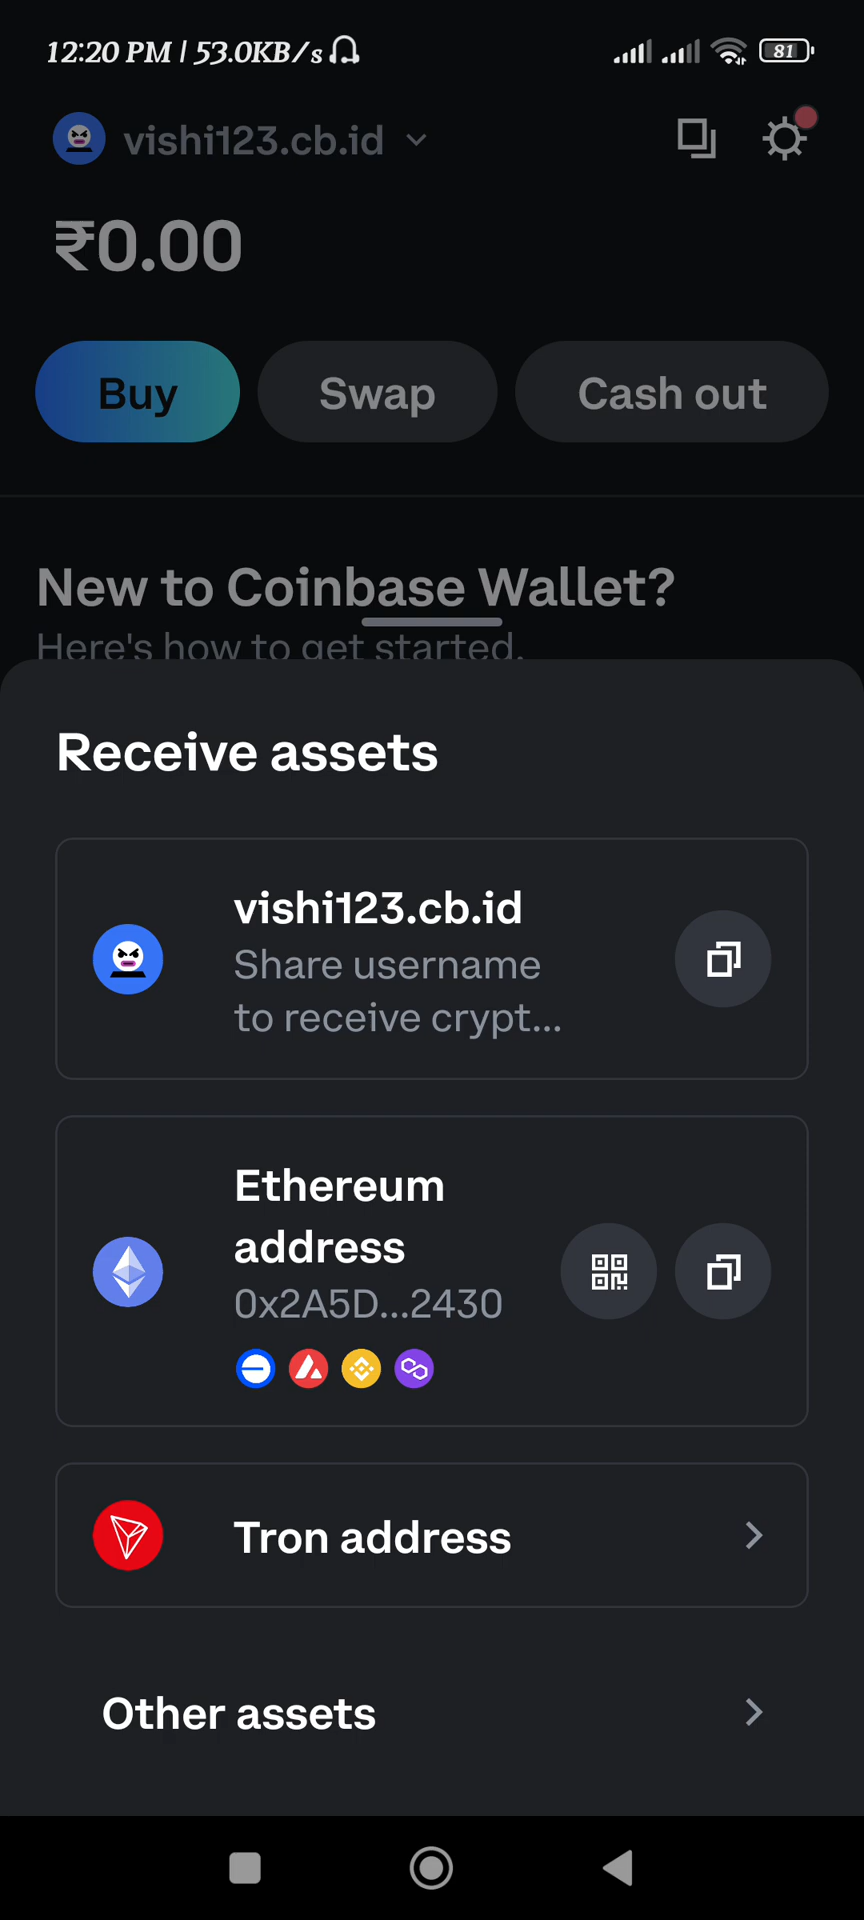 12:20 PM | 53.0KB/s
81
vishi123.cb.id
₹0.00
Buy
Swap
Cash out
New to Coinbase Wallet?
Here's how to get started.
Receive assets
vishi123.cb.id
Share username
to receive crypt...
Ethereum
address
0x2A5D...2430
Tron address
Other assets